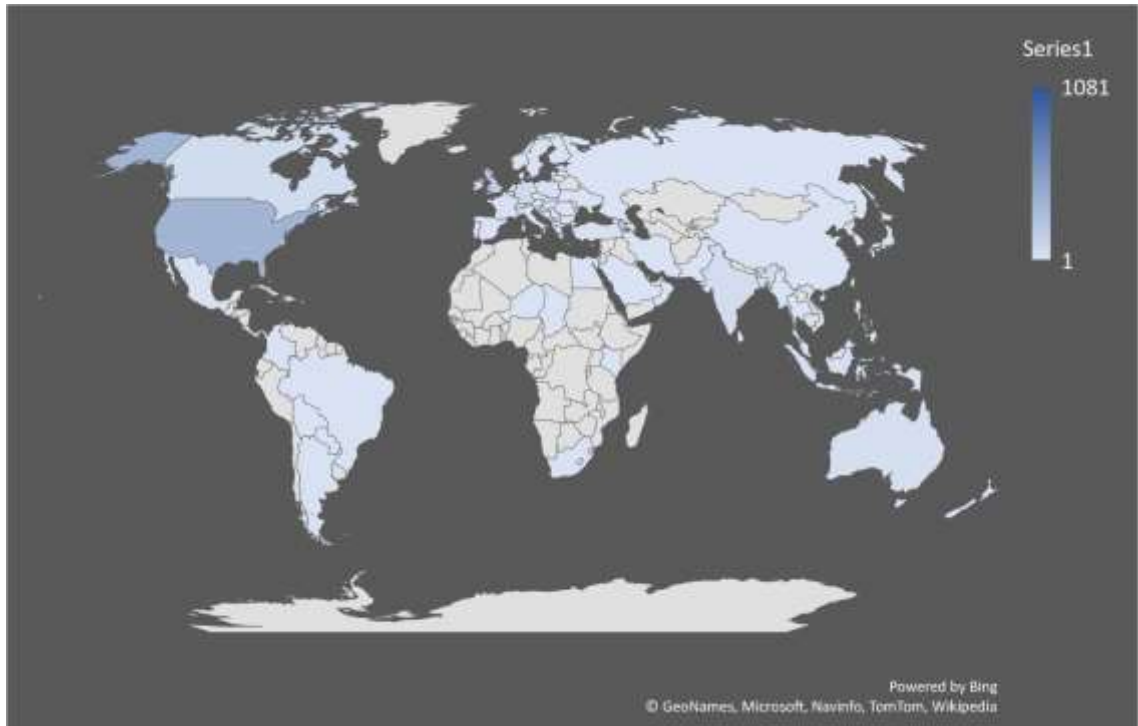 Series1
1081
1
Powered by Bing
© GeoNames, Microsoft, Navinfo, TomTom, Wikipedia